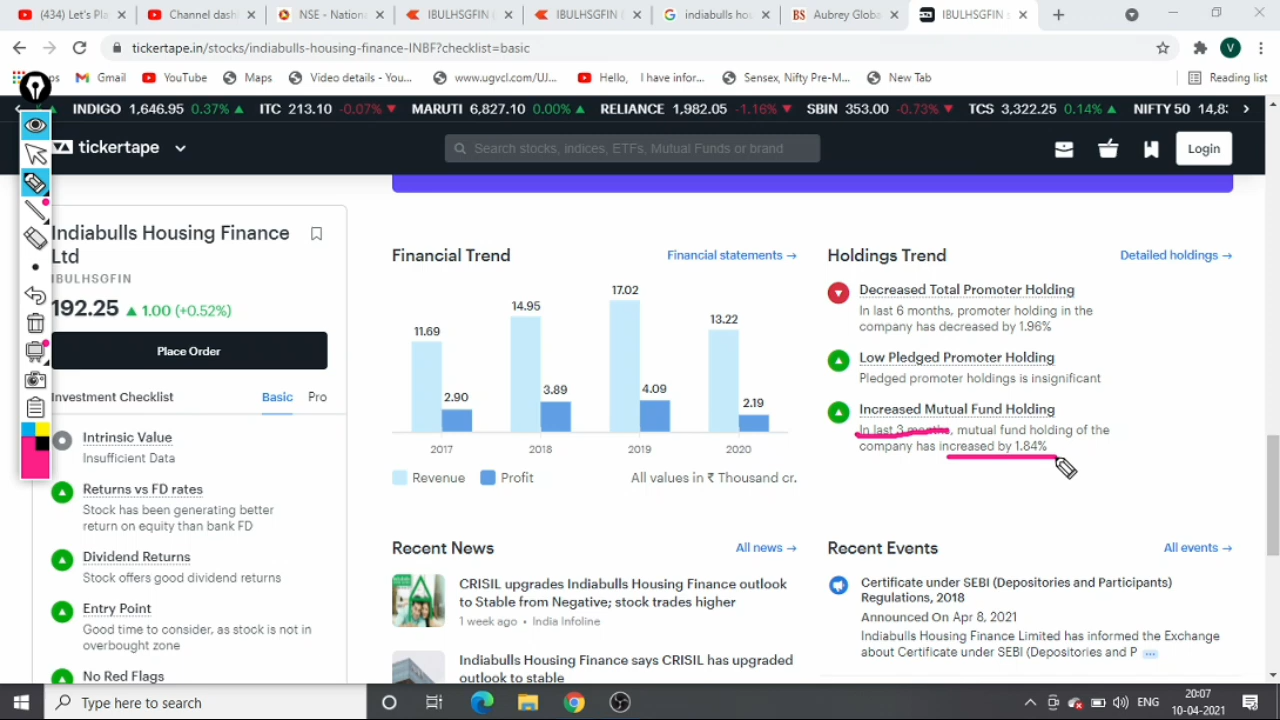 (434) Let's Pla
Channel das
NSE - Nation
IBULHSGFIN
IBULHSGFIN (
indiabulls ho
BS Aubrey Globa
IBULHSGFIN
tickertape.in/stocks/indiabulls-housing-finance-INBF?checklist=basic
V
Gmail
YouTube
Maps
Video details - You...
www.ugvcl.com/UJ...
Hello, I have infor...
Sensex, Nifty Pre-M...
New Tab
Reading list
INDIGO 1,646.95 0.37%
ITC 213.10 -0.07%
MARUTI 6,627.10 0.00%
RELIANCE 1,982.05 -1.16%
SBIN 353.00 -0.73%
TCS 3,322.25 0.14%
NIFTY 50 14,8
tickertape
Search stocks, indices, ETFs, Mutual Funds or brand
Login
Indiabulls Housing Finance
Ltd
IBULHSGFIN
192.25 1.00 (+0.52%)
Place Order
Investment Checklist
Basic
Pro
Intrinsic Value
Insufficient Data
Returns vs FD rates
Stock has been generating better
return on equity than bank FD
Dividend Returns
Stock offers good dividend returns
Entry Point
Good time to consider, as stock is not in
overbought zone
No Red Flags
Financial Trend
Financial statements →
11.69
2.90
14.95
3.89
17.02
4.09
13.22
2.19
2017
2018
2019
2020
Revenue
Profit
All values in ₹ Thousand cr.
Holdings Trend
Detailed holdings →
Decreased Total Promoter Holding
In last 6 months, promoter holding in the
company has decreased by 1.96%
Low Pledged Promoter Holding
Pledged promoter holdings is insignificant
Increased Mutual Fund Holding
In last 3 months, mutual fund holding of the
company has increased by 1.84%
Recent News
All news →
CRISIL upgrades Indiabulls Housing Finance outlook
to Stable from Negative; stock trades higher
1 week ago • India Infoline
Indiabulls Housing Finance says CRISIL has upgraded
outlook to stable
Recent Events
All events →
Certificate under SEBI (Depositories and Participants)
Regulations, 2018
Announced On Apr 8, 2021
Indiabulls Housing Finance Limited has informed the Exchange
about Certificate under SEBI (Depositories and P ...
Type here to search
ENG
20:07
10-04-2021